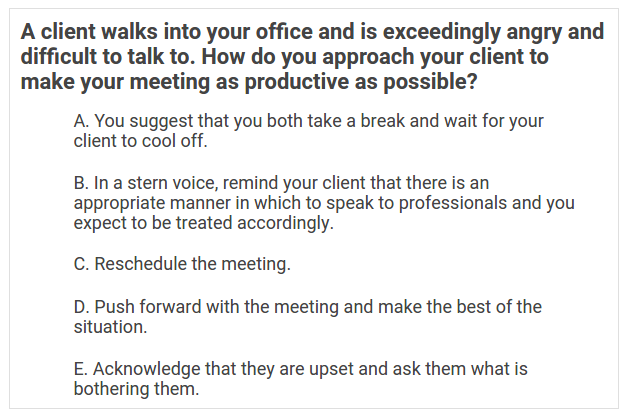 A client walks into your office and is exceedingly angry and
difficult to talk to. How do you approach your client to
make your meeting as productive as possible?
A. You suggest that you both take a break and wait for your
client to cool off.
B. In a stern voice, remind your client that there is an
appropriate manner in which to speak to professionals and you
expect to be treated accordingly.
C. Reschedule the meeting.
D. Push forward with the meeting and make the best of the
situation.
E. Acknowledge that they are upset and ask them what is
bothering them.